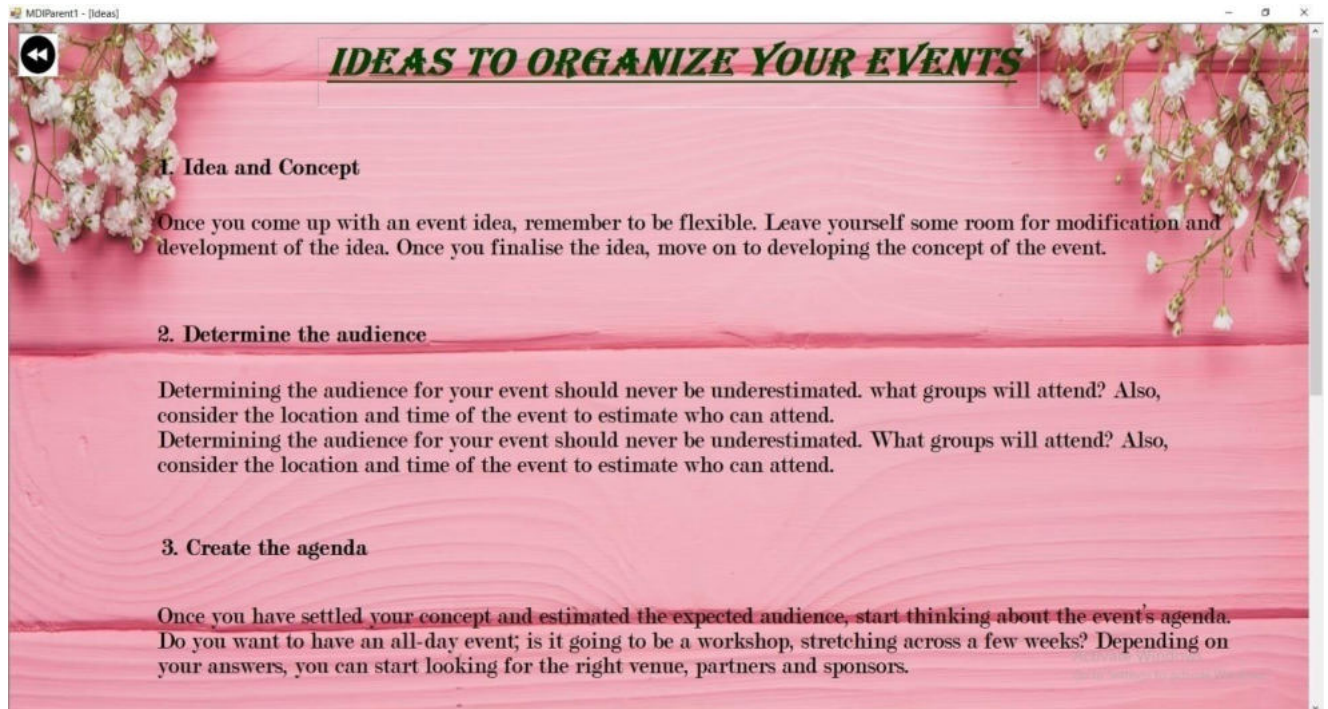 MDIParent1 - [Ideas]
IDEAS TO ORGANIZE YOUR EVENTS
1. Idea and Concept
Once you come up with an event idea, remember to be flexible. Leave yourself some room for modification and
development of the idea. Once you finalise the idea, move on to developing the concept of the event.
2. Determine the audience
Determining the audience for your event should never be underestimated. what groups will attend? Also,
consider the location and time of the event to estimate who can attend.
Determining the audience for your event should never be underestimated. What groups will attend? Also,
consider the location and time of the event to estimate who can attend.
3. Create the agenda
Once you have settled your concept and estimated the expected audience, start thinking about the event's agenda.
Do you want to have an all-day event; is it going to be a workshop, stretching across a few weeks? Depending on
your answers, you can start looking for the right venue, partners and sponsors.